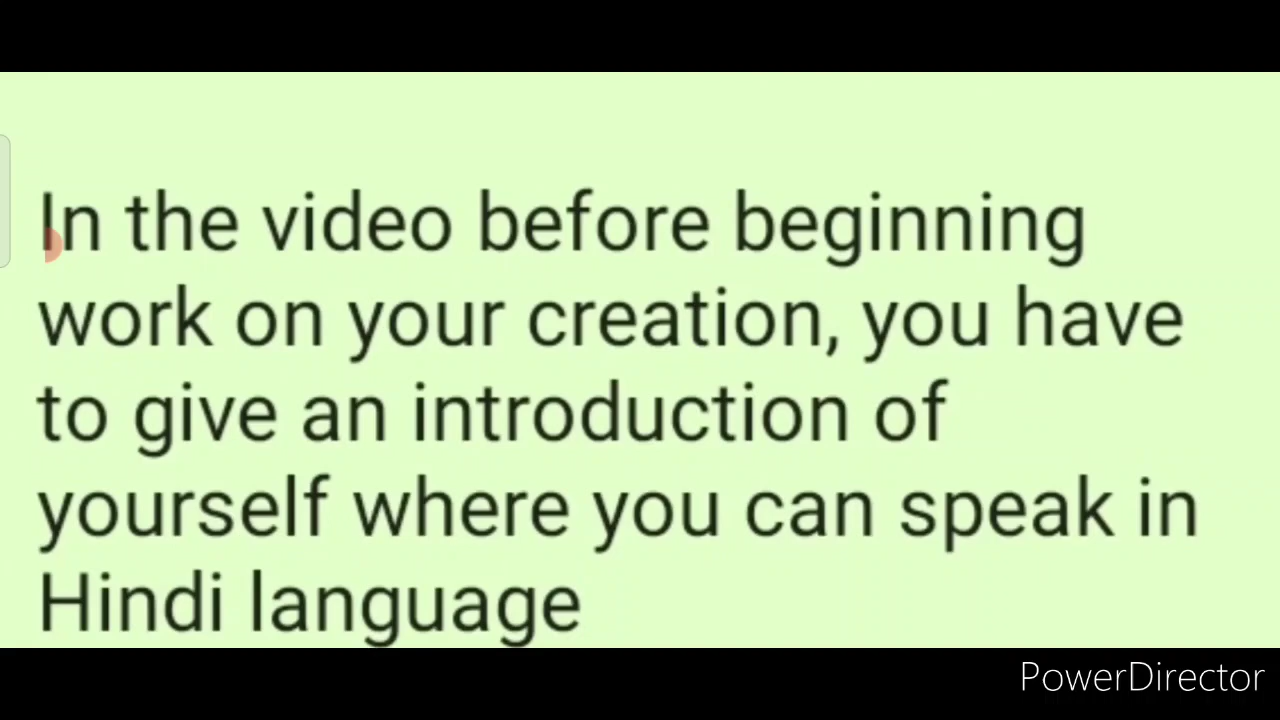 In the video before beginning
work on your creation, you have
to give an introduction of
yourself where you can speak in
Hindi language
PowerDirector